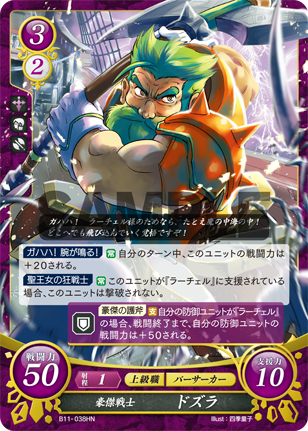 3
2
SAMPLE
ガハハ! ラーチェル様のためなら、たとえ魔の中海の中!
どこへでも飛び込んでいく覚悟ですぞ!
ガハハ! 腕が鳴る! 常 自分のターン中、このユニットの戦闘力は
+20される。
聖王女の狂戦士 常 このユニットが『ラーチェル』に支援されてい
る場合、このユニットは撃破されない。
豪傑の護斧 支 自分の防御ユニットが『ラーチェル』
の場合、戦闘終了まで、自分の防御ユニット
の戦闘力は+50される。
戦闘力
50
射程 1
上級職
バーサーカー
支援力
10
豪傑戦士
ドズラ
B11-038HN
Illust:四季童子